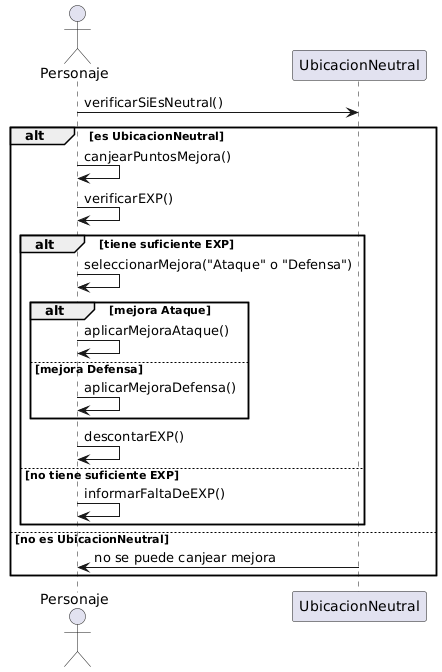 Personaje
UbicacionNeutral
verificarSiEsNeutral()
alt [es UbicacionNeutral]
canjearPuntosMejora()
verificarEXP()
alt [tiene suficiente EXP]
seleccionarMejora("Ataque" o "Defensa")
alt [mejora Ataque]
aplicarMejoraAtaque()
[mejora Defensa]
aplicarMejoraDefensa()
descontarEXP()
[no tiene suficiente EXP]
informarFaltaDeEXP()
[no es UbicacionNeutral]
no se puede canjear mejora
Personaje
UbicacionNeutral